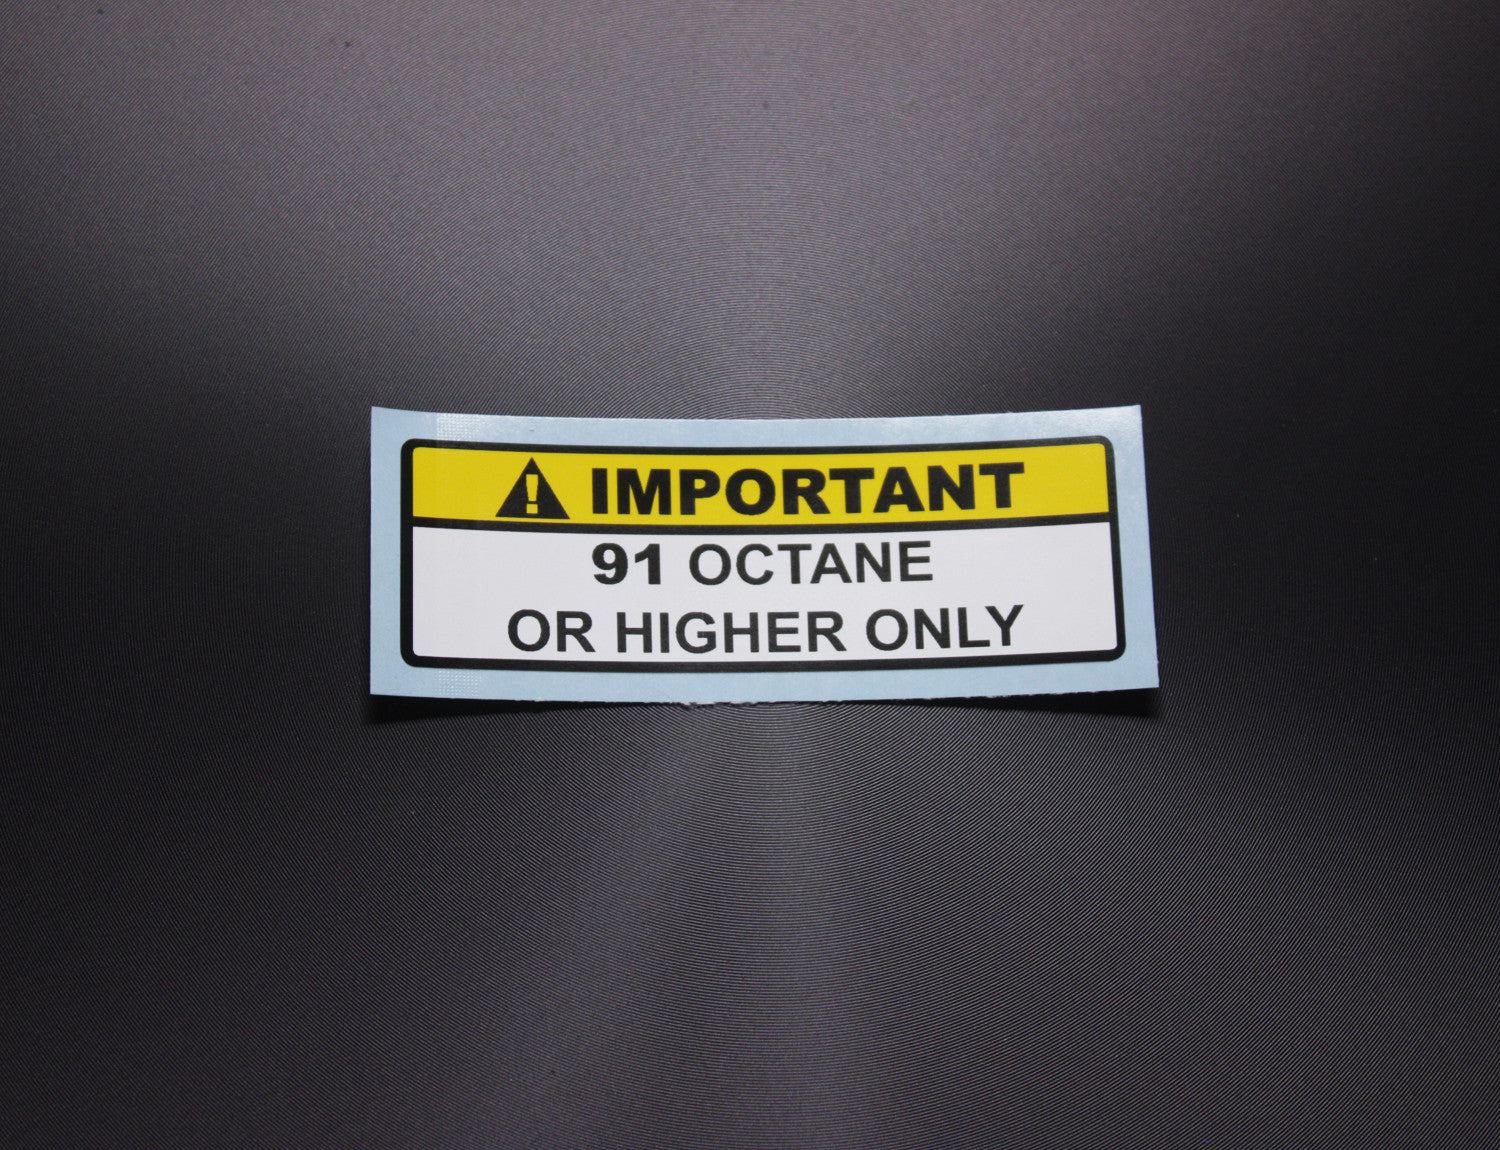 IMPORTANT
91 OCTANE
OR HIGHER ONLY